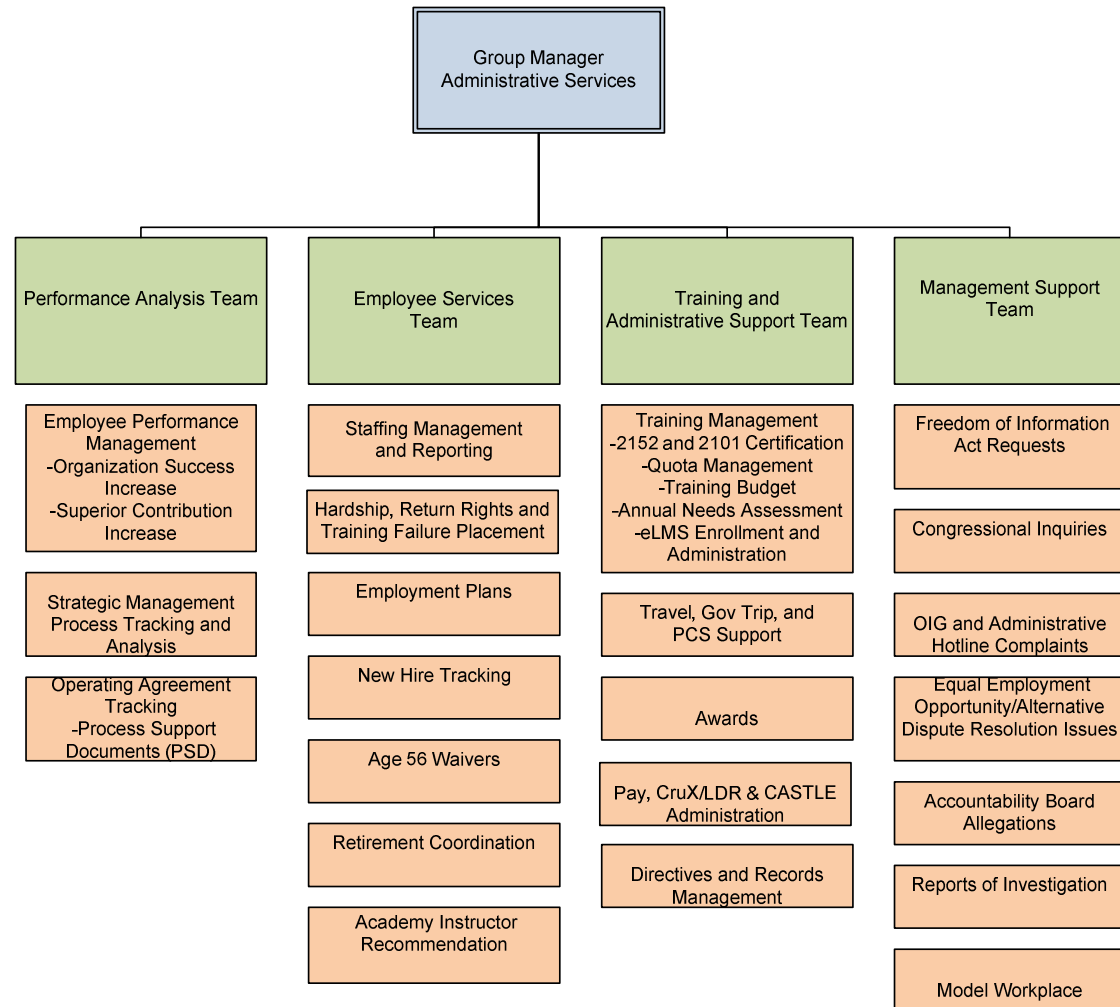 Group Manager
Administrative Services
Performance Analysis Team
Employee Services
Team
Training and
Administrative Support Team
Management Support
Team
Employee Performance
Management
-Organization Success
Increase
-Superior Contribution
Increase
Strategic Management
Process Tracking and
Analysis
Operating Agreement
Tracking
-Process Support
Documents (PSD)
Staffing Management
and Reporting
Hardship, Return Rights and
Training Failure Placement
Employment Plans
New Hire Tracking
Age 56 Waivers
Retirement Coordination
Academy Instructor
Recommendation
Training Management
-2152 and 2101 Certification
-Quota Management
-Training Budget
-Annual Needs Assessment
-eLMS Enrollment and
Administration
Travel, Gov Trip, and
PCS Support
Awards
Pay, CruX/LDR & CASTLE
Administration
Directives and Records
Management
Freedom of Information
Act Requests
Congressional Inquiries
OIG and Administrative
Hotline Complaints
Equal Employment
Opportunity/Alternative
Dispute Resolution Issues
Accountability Board
Allegations
Reports of Investigation
Model Workplace